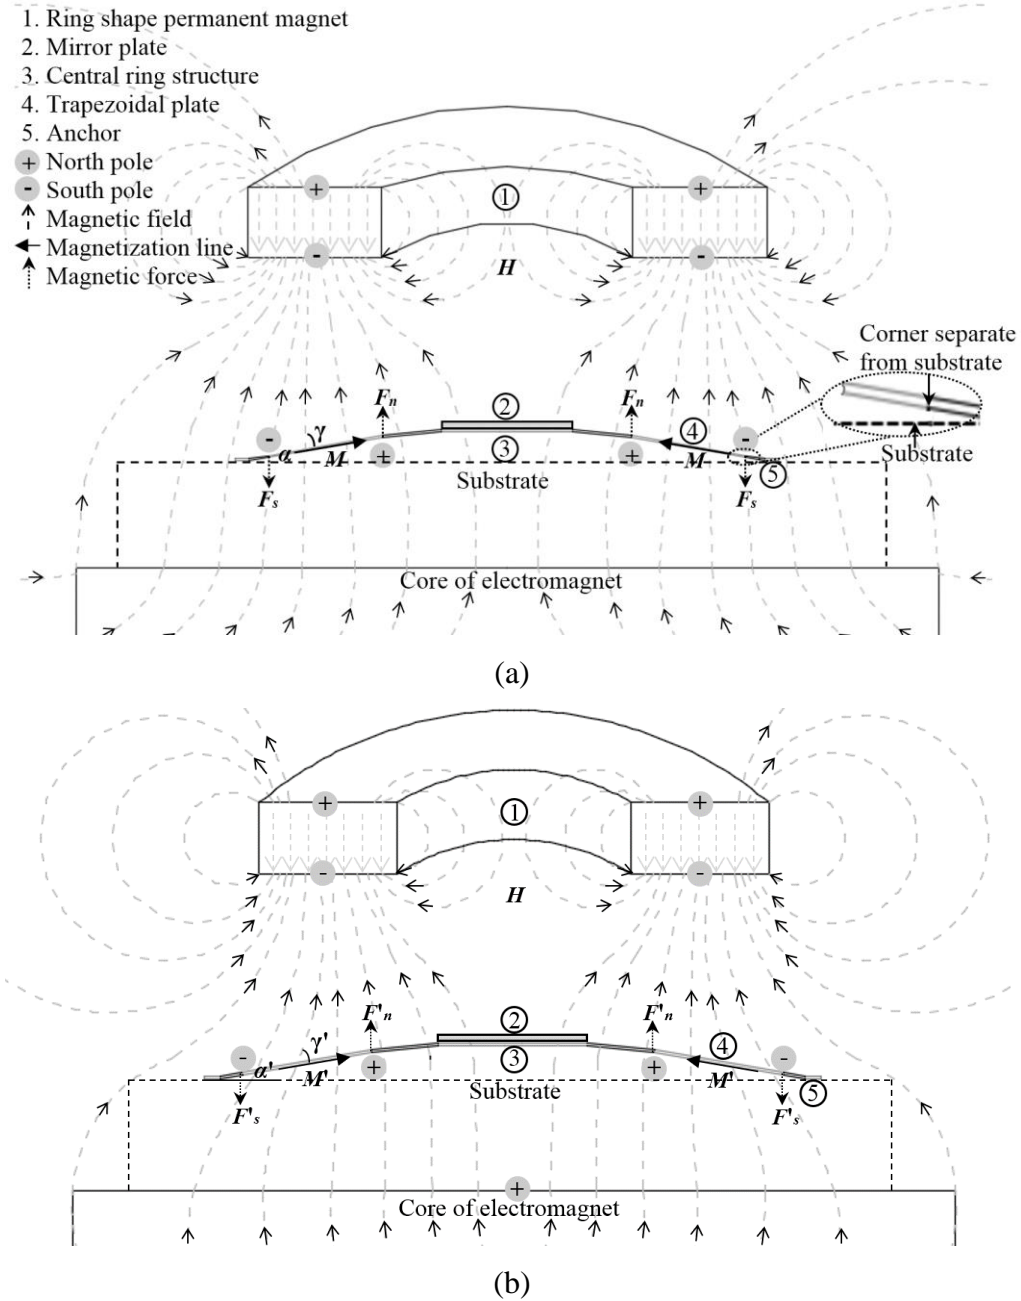 1. Ring shape permanent magnet
2. Mirror plate
3. Central ring structure
4. Trapezoidal plate
5. Anchor
+ North pole
- South pole
Magnetic field
Magnetization line
Magnetic force
+ +
1
- -
H
Corner separate
from substrate
Fn 2 Fn
- γ 4 -
α M + 3 + M
Substrate
Substrate
5
Fs Fs
Core of electromagnet
(a)
+ +
1
- -
H
F'n 2 F'n
- γ' 3 4 -
α' M' + + M'
Substrate 5
F's F's
+
Core of electromagnet
(b)